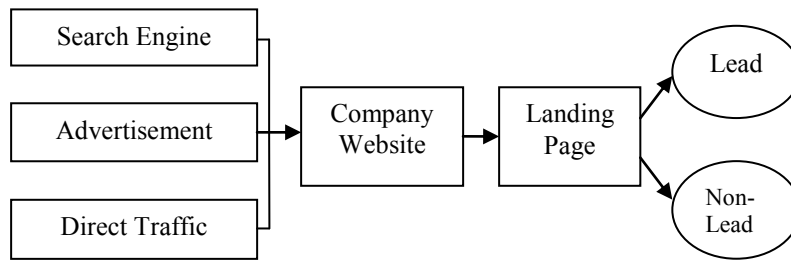 Search Engine
Advertisement
Direct Traffic
Company
Website
Landing
Page
Lead
Non-
Lead